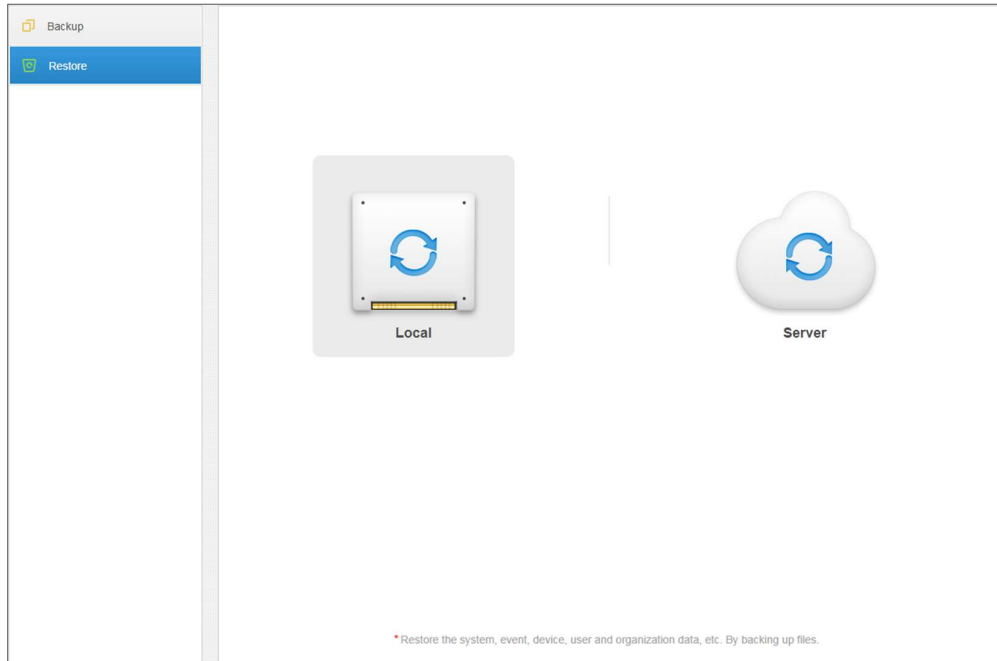 Backup
Restore
Local
Server
* Restore the system, event, device, user and organization data, etc. By backing up files.